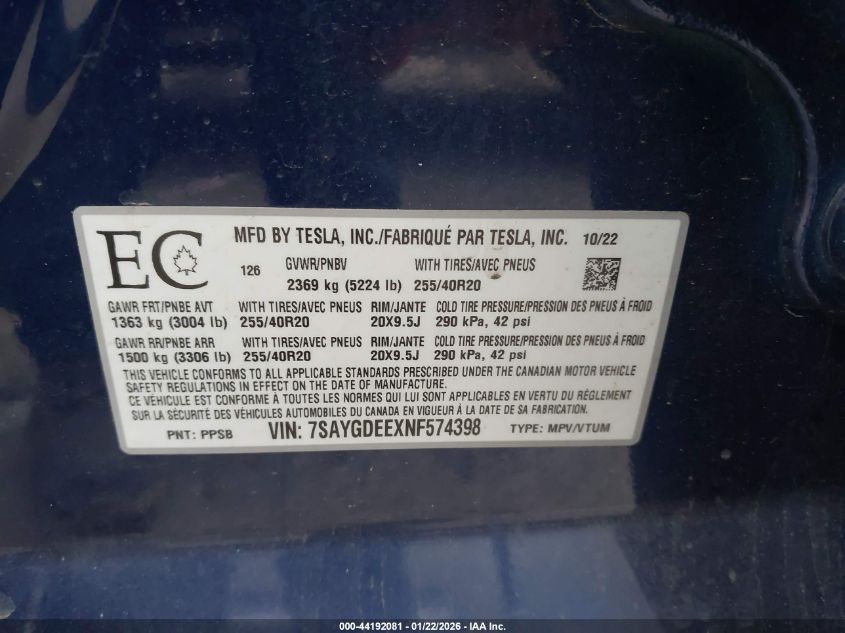 EC MFD BY TESLA, INC./FABRIQUÉ PAR TESLA, INC. 10/22
126 GVWR/PNBV WITH TIRES/AVEC PNEUS
2369 kg (5224 lb) 255/40R20
GAWR FRT/PNBE AVT WITH TIRES/AVEC PNEUS RIM/JANTE COLD TIRE PRESSURE/PRESSION DES PNEUS À FROID
1363 kg (3004 lb) 255/40R20 20X9.5J 290 kPa, 42 psi
GAWR RR/PNBE ARR WITH TIRES/AVEC PNEUS RIM/JANTE COLD TIRE PRESSURE/PRESSION DES PNEUS À FROID
1500 kg (3306 lb) 255/40R20 20X9.5J 290 kPa, 42 psi
THIS VEHICLE CONFORMS TO ALL APPLICABLE STANDARDS PRESCRIBED UNDER THE CANADIAN MOTOR VEHICLE
SAFETY REGULATIONS IN EFFECT ON THE DATE OF MANUFACTURE.
CE VÉHICULE EST CONFORME À TOUTES LES NORMES QUI LUI SONT APPLICABLES EN VERTU DU RÈGLEMENT
SUR LA SÉCURITÉ DES VÉHICULES AUTOMOBILES DU CANADA EN VIGUEUR À LA DATE DE SA FABRICATION.
PNT: PPSB VIN: 7SAYGDEEXNF574398 TYPE: MPV/VTUM
000-44192081 - 01/22/2026 - IAA Inc.